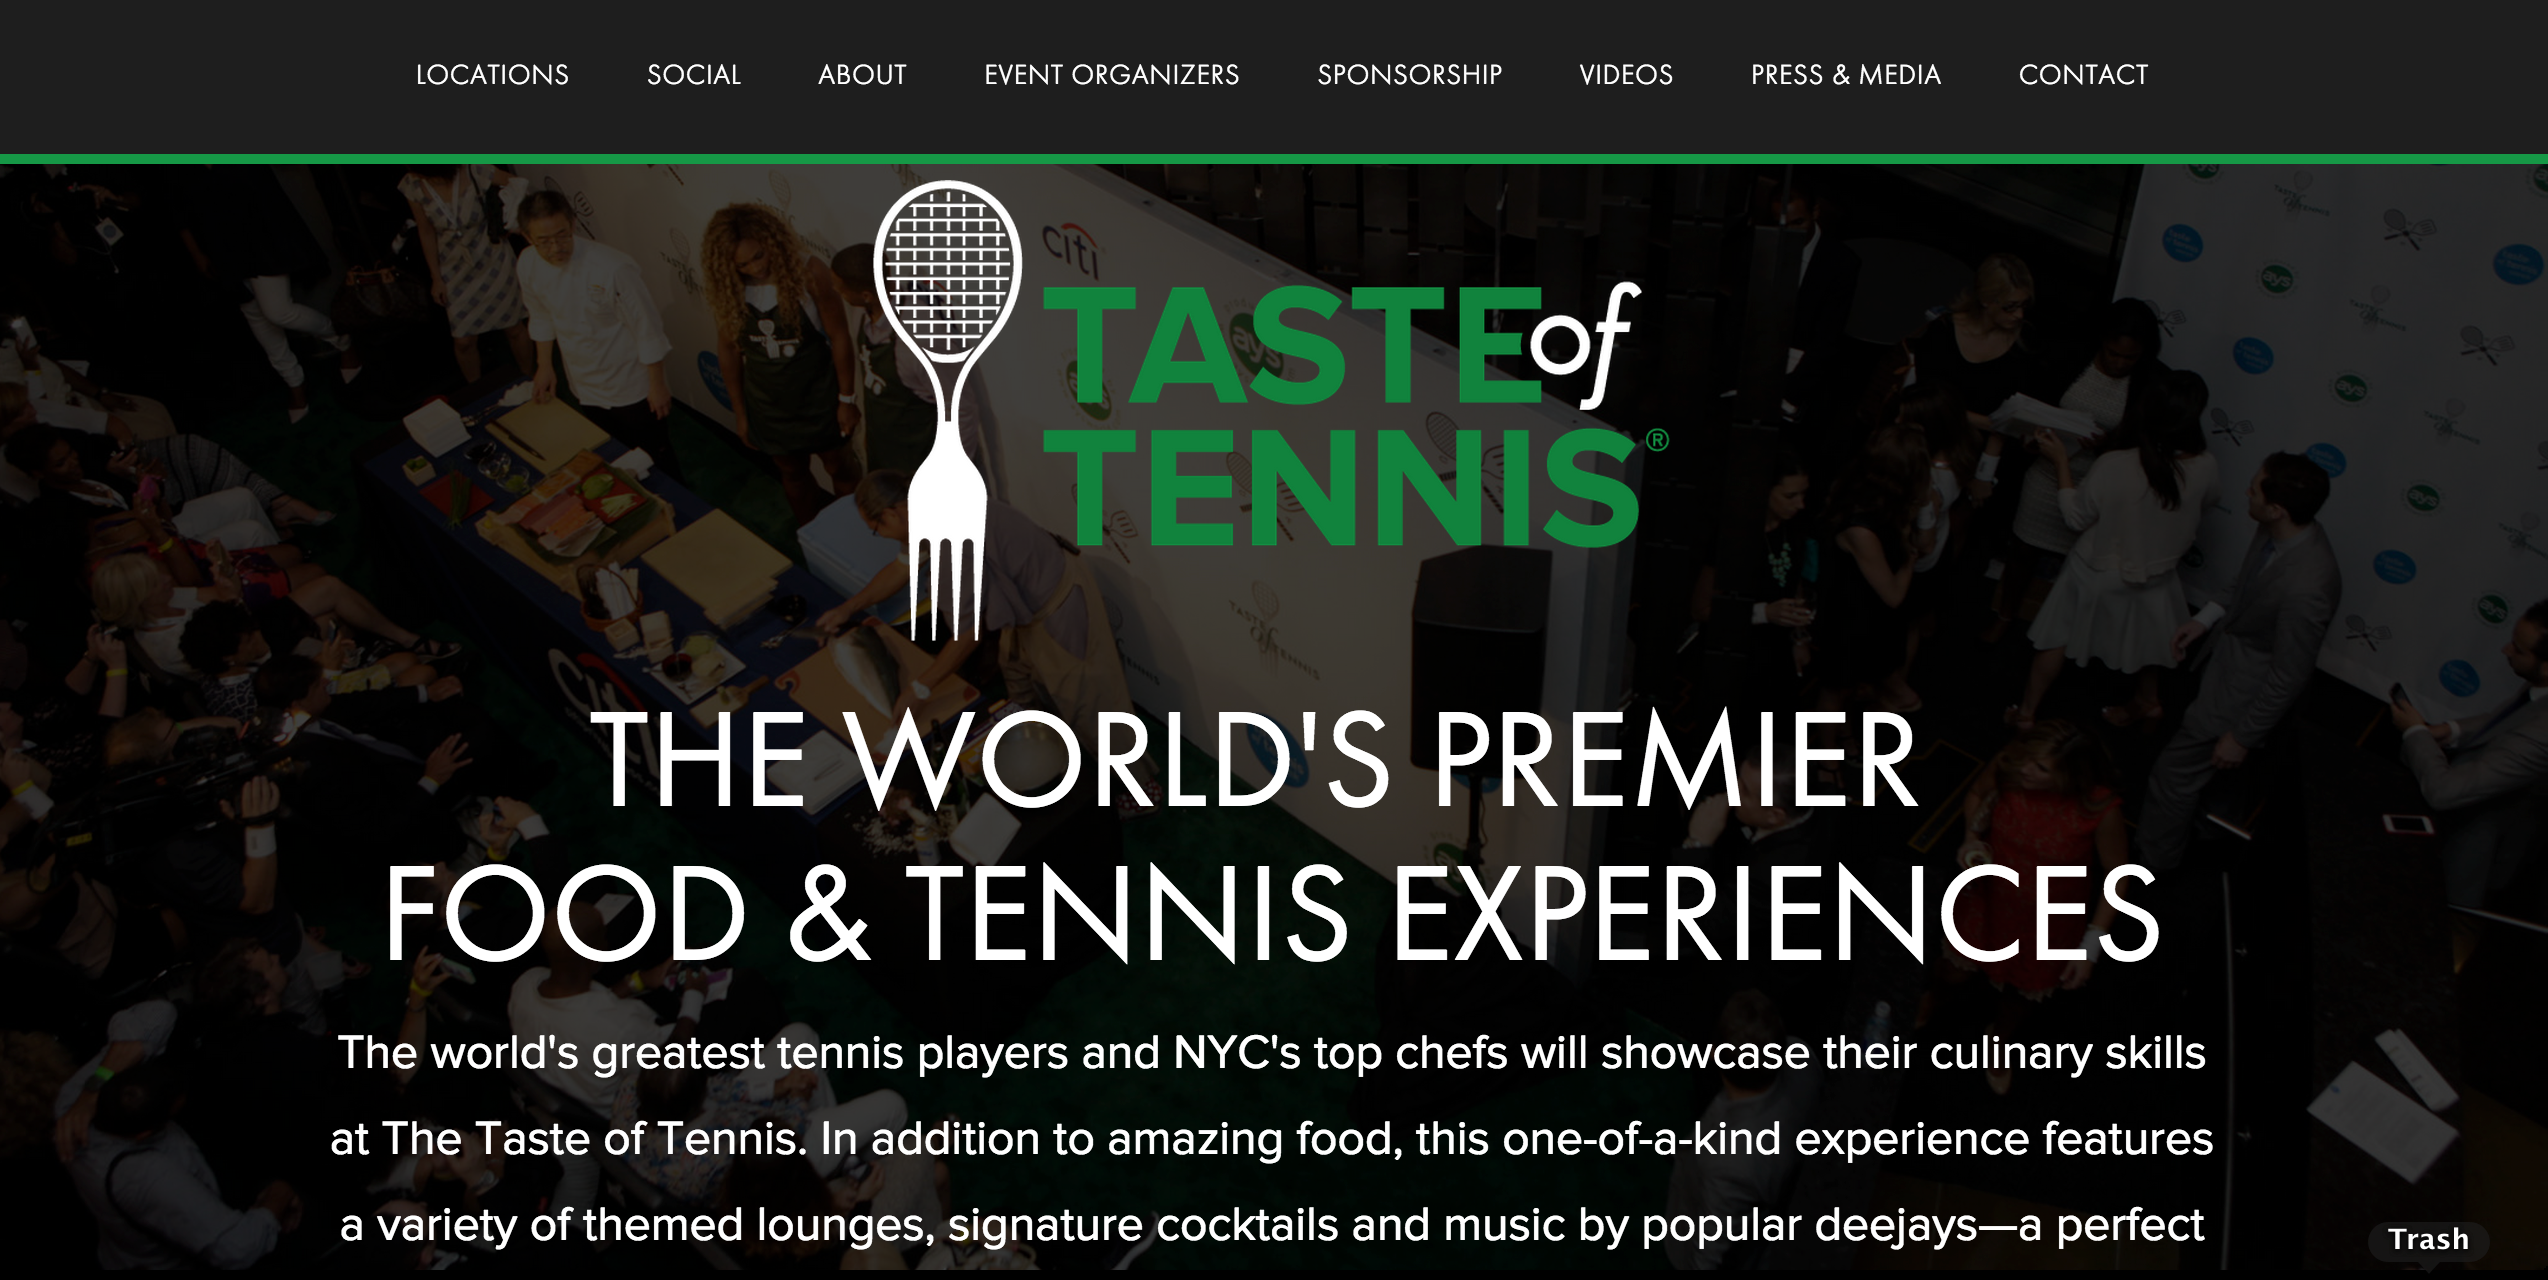 LOCATIONS SOCIAL ABOUT EVENT ORGANIZERS SPONSORSHIP VIDEOS PRESS & MEDIA CONTACT
citi
TASTE of
TENNIS®
THE WORLD'S PREMIER
FOOD & TENNIS EXPERIENCES
The world's greatest tennis players and NYC's top chefs will showcase their culinary skills
at The Taste of Tennis. In addition to amazing food, this one-of-a-kind experience features
a variety of themed lounges, signature cocktails and music by popular deejays—a perfect
Trash